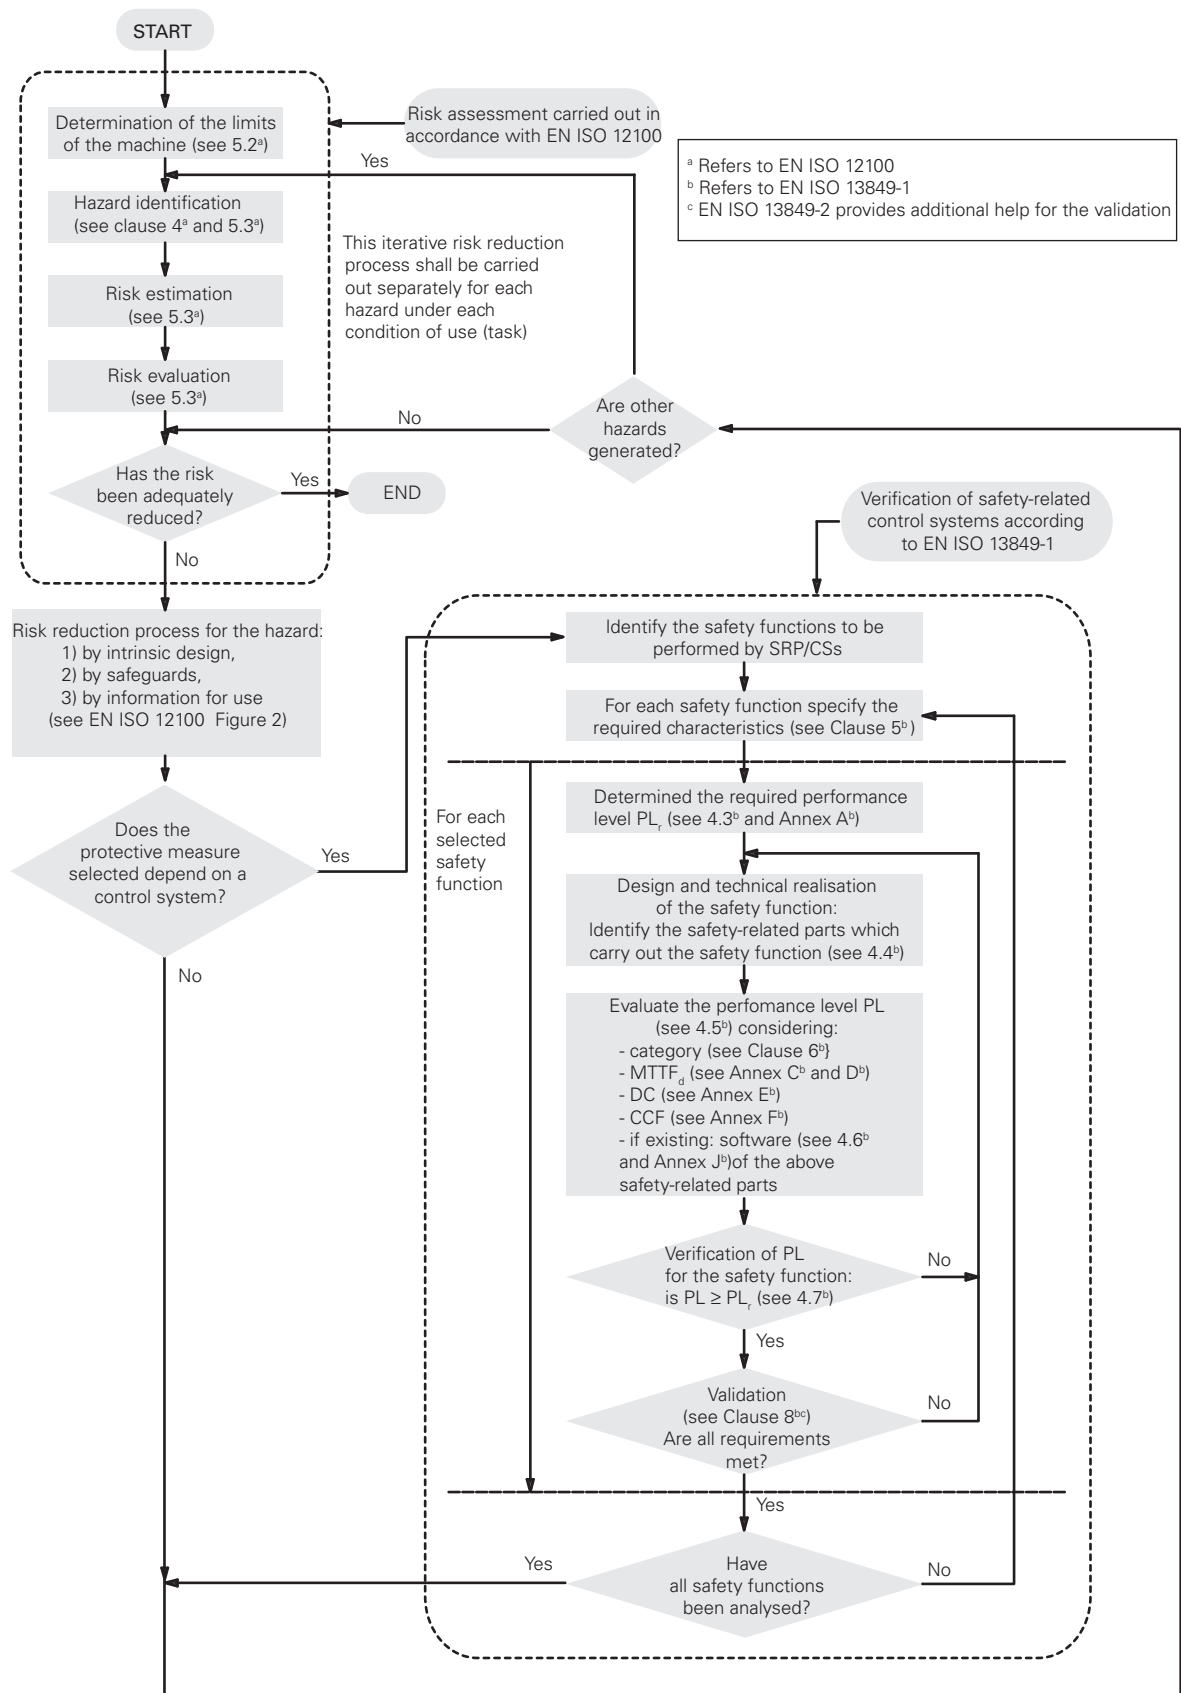 START
Determination of the limits
of the machine (see 5.2ᵃ)
Risk assessment carried out in
accordance with EN ISO 12100
ᵃ Refers to EN ISO 12100
ᵇ Refers to EN ISO 13849-1
ᶜ EN ISO 13849-2 provides additional help for the validation
Yes
Hazard identification
(see clause 4ᵃ and 5.3ᵃ)
This iterative risk reduction
process shall be carried
out separately for each
hazard under each
condition of use (task)
Risk estimation
(see 5.3ᵃ)
Risk evaluation
(see 5.3ᵃ)
No
Are other
hazards
generated?
Has the risk
been adequately
reduced?
Yes
END
No
Verification of safety-related
control systems according
to EN ISO 13849-1
Risk reduction process for the hazard:
1) by intrinsic design,
2) by safeguards,
3) by information for use
(see EN ISO 12100 Figure 2)
Does the
protective measure
selected depend on a
control system?
Yes
No
Identify the safety functions to be
performed by SRP/CSs
For each safety function specify the
required characteristics (see Clause 5ᵇ)
For each
selected
safety
function
Determined the required performance
level PLᵣ (see 4.3ᵇ and Annex Aᵇ)
Design and technical realisation
of the safety function:
Identify the safety-related parts which
carry out the safety function (see 4.4ᵇ)
Evaluate the perfomance level PL
(see 4.5ᵇ) considering:
- category (see Clause 6ᵇ}
- MTTFd (see Annex Cᵇ and Dᵇ)
- DC (see Annex Eᵇ)
- CCF (see Annex Fᵇ)
- if existing: software (see 4.6ᵇ
and Annex Jᵇ)of the above
safety-related parts
Verification of PL
for the safety function:
is PL ≥ PLᵣ (see 4.7ᵇ)
No
Yes
Validation
(see Clause 8ᵇᶜ)
Are all requirements
met?
No
Yes
Have
all safety functions
been analysed?
Yes
No